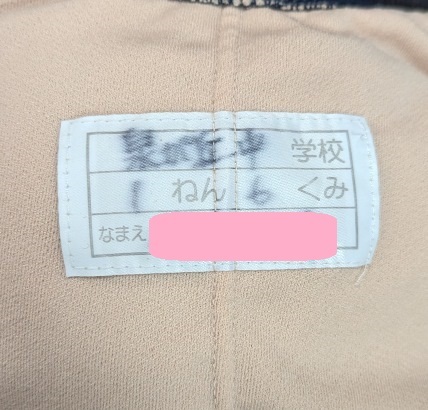 学校
1 ねん 6 くみ
なまえ